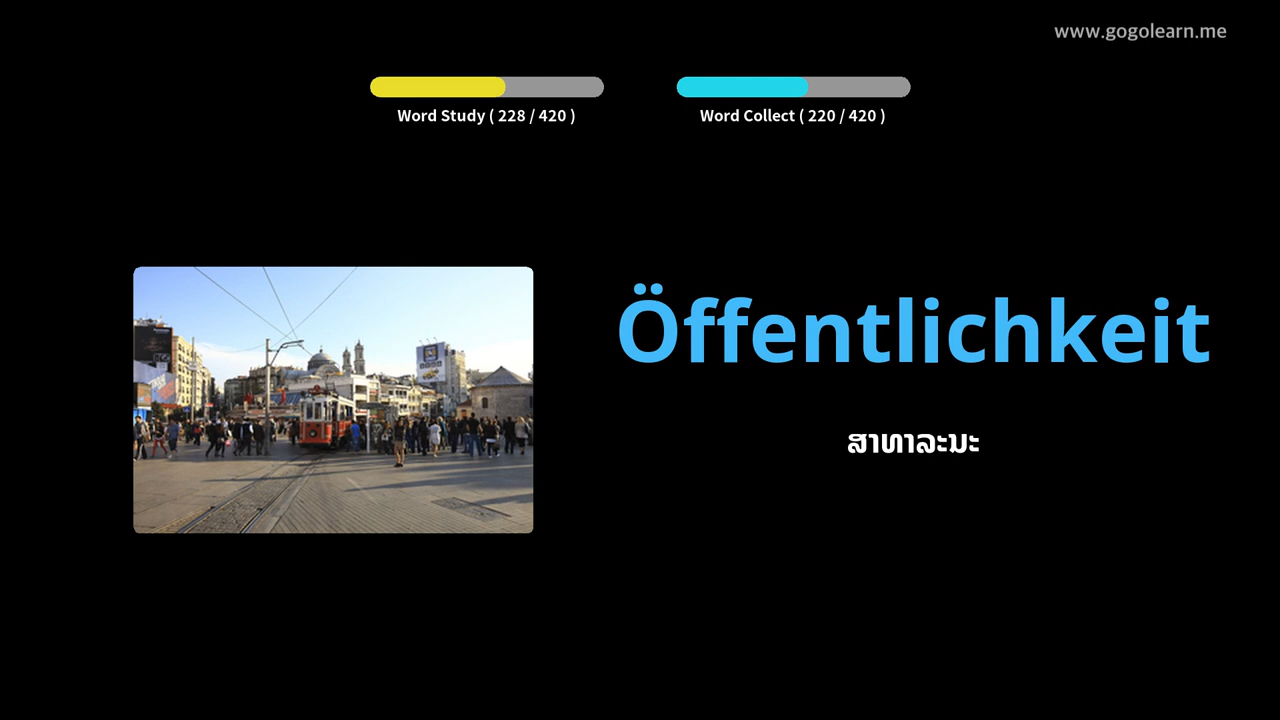 www.gogolearn.me
Word Study ( 228 / 420 )
Word Collect ( 220 / 420 )
Öffentlichkeit
ສາທາລະນະ